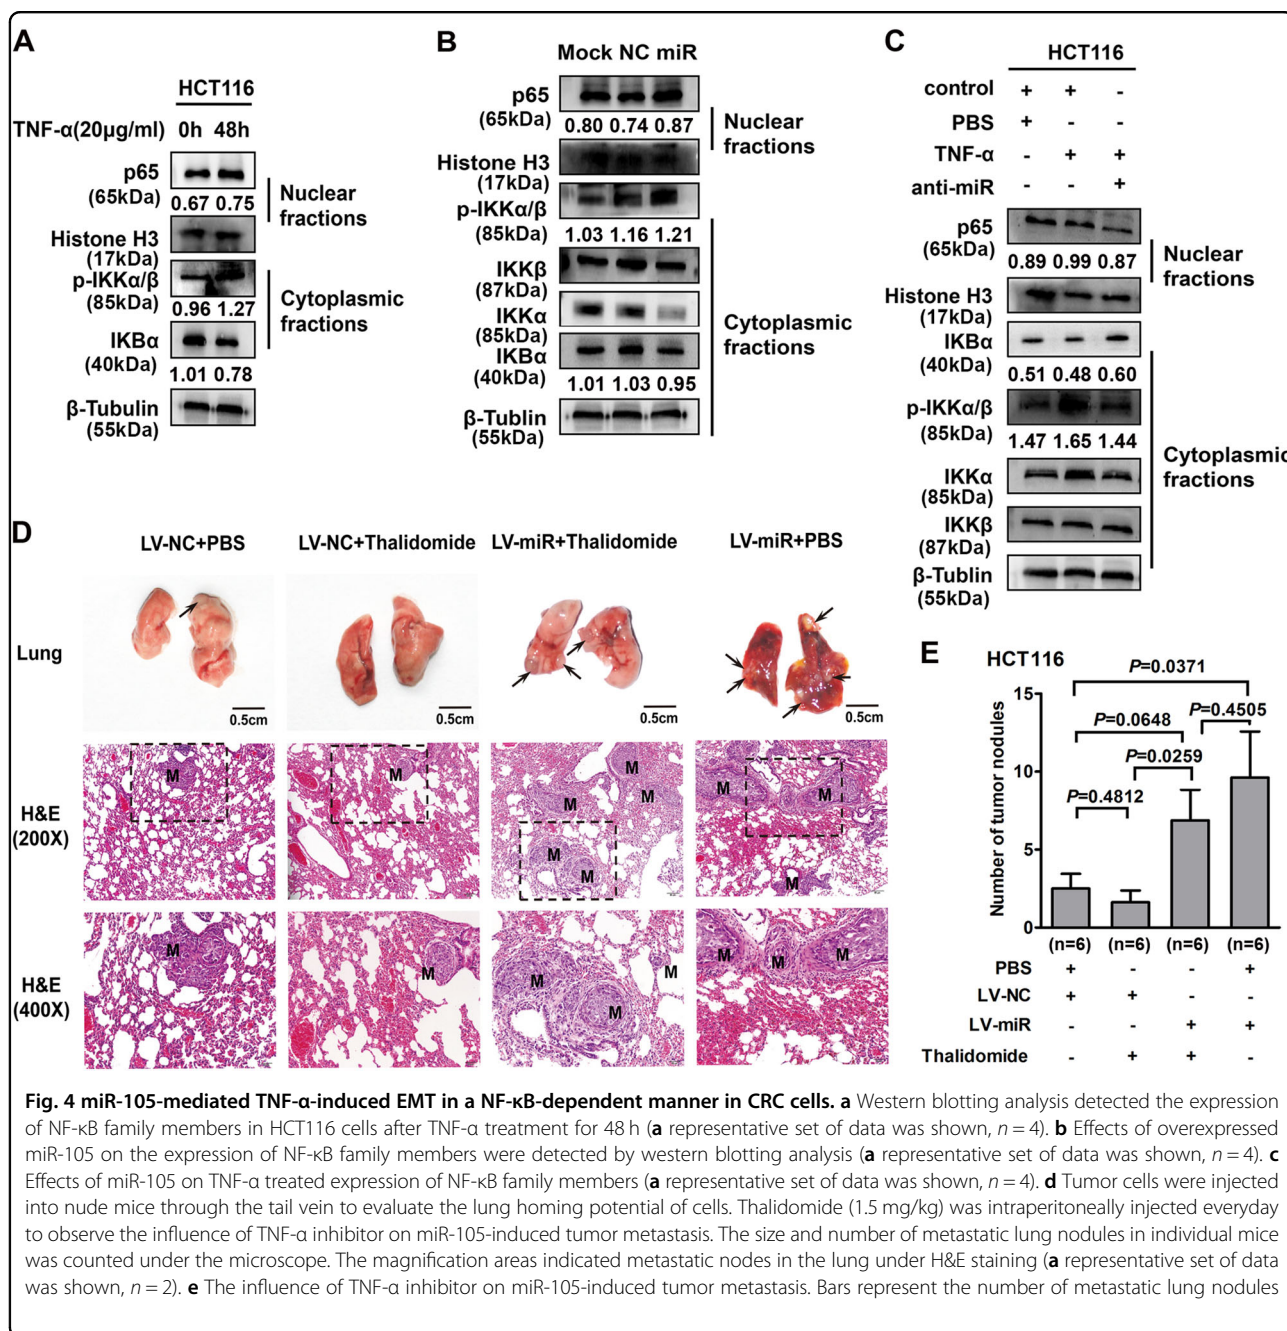 A
HCT116
TNF-α(20µg/ml) 0h 48h
p65
(65kDa)
0.67 0.75
Nuclear
fractions
Histone H3
(17kDa)
p-IKKα/β
(85kDa)
0.96 1.27
Cytoplasmic
fractions
IKBα
(40kDa)
1.01 0.78
β-Tubulin
(55kDa)
B
Mock NC miR
p65
(65kDa)
0.80 0.74 0.87
Nuclear
fractions
Histone H3
(17kDa)
p-IKKα/β
(85kDa)
1.03 1.16 1.21
IKKβ
(87kDa)
IKKα
(85kDa)
Cytoplasmic
fractions
IKBα
(40kDa)
1.01 1.03 0.95
β-Tublin
(55kDa)
C
HCT116
control + + -
PBS + - -
TNF-α - + +
anti-miR - - +
p65
(65kDa)
0.89 0.99 0.87
Nuclear
fractions
Histone H3
(17kDa)
IKBα
(40kDa)
0.51 0.48 0.60
p-IKKα/β
(85kDa)
1.47 1.65 1.44
Cytoplasmic
fractions
IKKα
(85kDa)
IKKβ
(87kDa)
β-Tublin
(55kDa)
D
LV-NC+PBS LV-NC+Thalidomide LV-miR+Thalidomide LV-miR+PBS
Lung
0.5cm 0.5cm 0.5cm 0.5cm
H&E
(200X)
M M M M M M M M M M
H&E
(400X)
M M M M M M M M
E
HCT116
P=0.0371
P=0.4505
P=0.0648
P=0.0259
P=0.4812
Number of tumor nodules
15
10
5
0
(n=6) (n=6) (n=6) (n=6)
PBS + - - +
LV-NC + + - -
LV-miR - - + +
Thalidomide - + + -
Fig. 4 miR-105-mediated TNF-α-induced EMT in a NF-κB-dependent manner in CRC cells. a Western blotting analysis detected the expression
of NF-κB family members in HCT116 cells after TNF-α treatment for 48 h (a representative set of data was shown, n = 4). b Effects of overexpressed
miR-105 on the expression of NF-κB family members were detected by western blotting analysis (a representative set of data was shown, n = 4). c
Effects of miR-105 on TNF-α treated expression of NF-κB family members (a representative set of data was shown, n = 4). d Tumor cells were injected
into nude mice through the tail vein to evaluate the lung homing potential of cells. Thalidomide (1.5 mg/kg) was intraperitoneally injected everyday
to observe the influence of TNF-α inhibitor on miR-105-induced tumor metastasis. The size and number of metastatic lung nodules in individual mice
was counted under the microscope. The magnification areas indicated metastatic nodes in the lung under H&E staining (a representative set of data
was shown, n = 2). e The influence of TNF-α inhibitor on miR-105-induced tumor metastasis. Bars represent the number of metastatic lung nodules